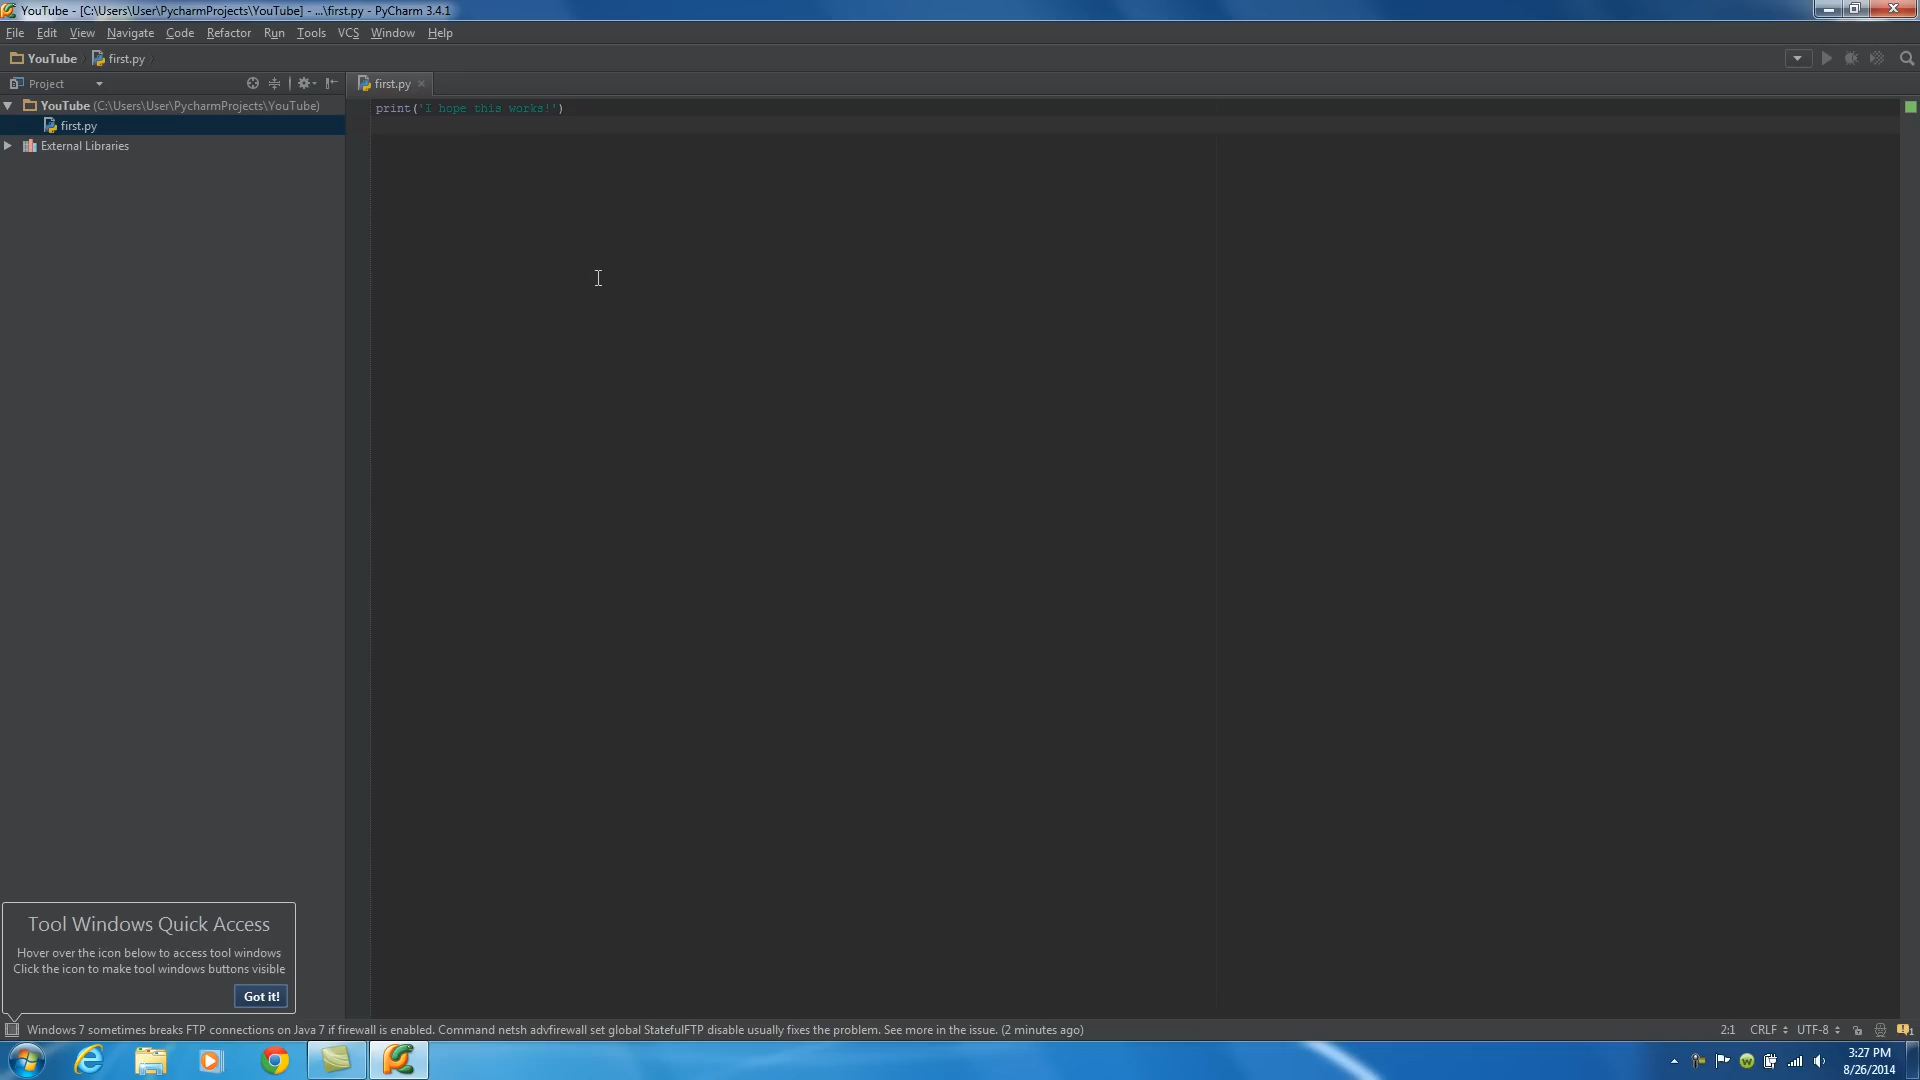 YouTube - [C:\Users\User\PycharmProjects\YouTube] - ...\first.py - PyCharm 3.4.1
File Edit View Navigate Code Refactor Run Tools VCS Window Help
YouTube first.py
Project first.py
YouTube (C:\Users\User\PycharmProjects\YouTube)
print('I hope this works!')
first.py
External Libraries
Tool Windows Quick Access
Hover over the icon below to access tool windows
Click the icon to make tool windows buttons visible
Got it!
Windows 7 sometimes breaks FTP connections on Java 7 if firewall is enabled. Command netsh advfirewall set global StatefulFTP disable usually fixes the problem. See more in the issue. (2 minutes ago) 2:1 CRLF UTF-8 1
3:27 PM
8/26/2014